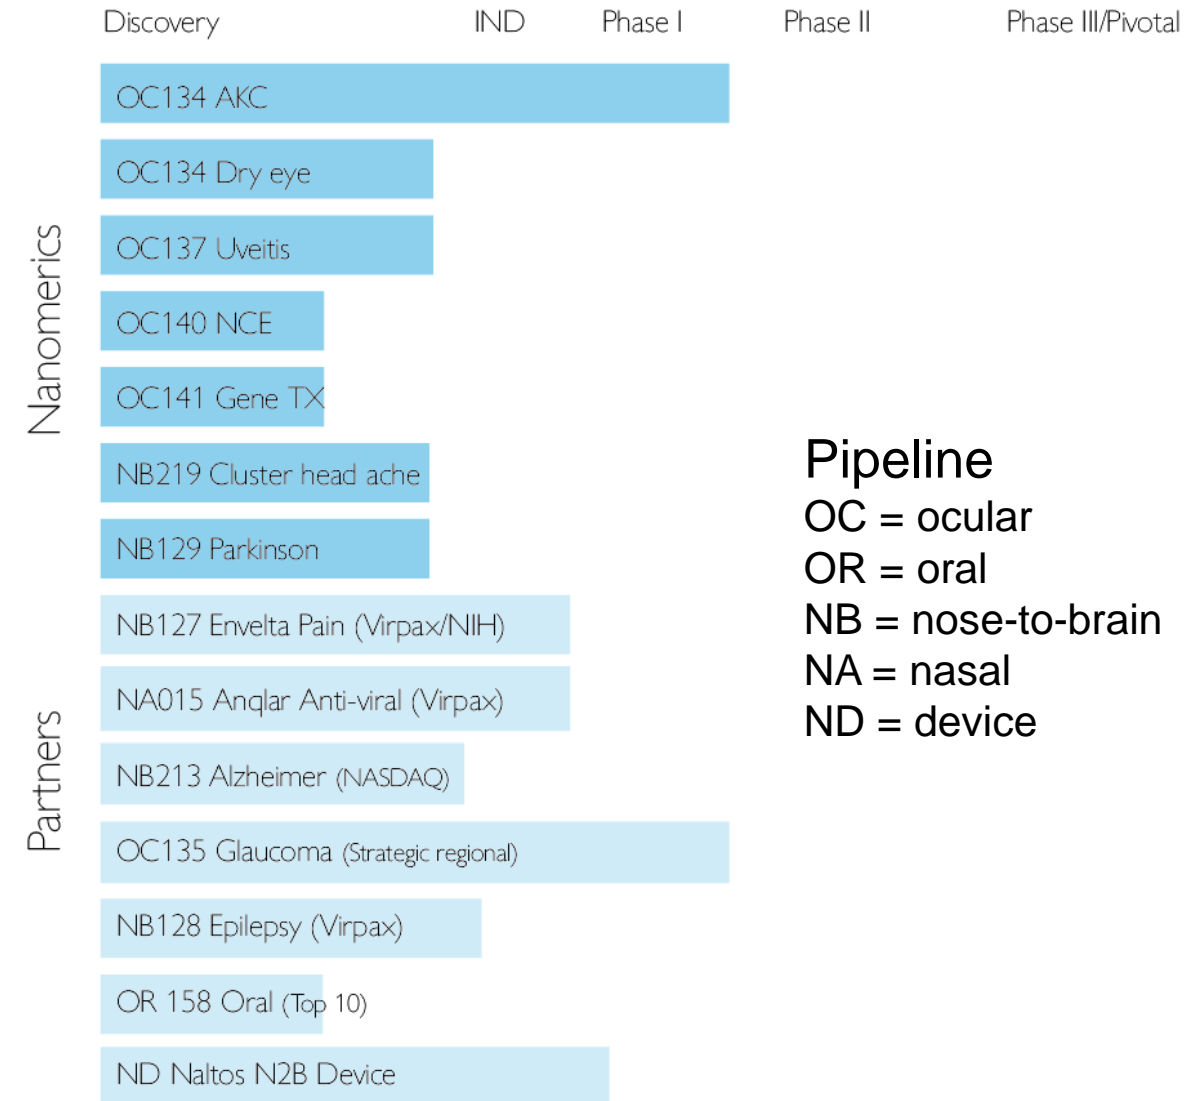 Discovery IND Phase I Phase II Phase III/Pivotal
Nanomerics
OC134 AKC
OC134 Dry eye
OC137 Uveitis
OC140 NCE
OC141 Gene TX
NB219 Cluster head ache
NB129 Parkinson
Partners
NB127 Envelta Pain (Virpax/NIH)
NA015 Anqlar Anti-viral (Virpax)
NB213 Alzheimer (NASDAQ)
OC135 Glaucoma (Strategic regional)
NB128 Epilepsy (Virpax)
OR 158 Oral (Top 10)
ND Naltos N2B Device
Pipeline
OC = ocular
OR = oral
NB = nose-to-brain
NA = nasal
ND = device